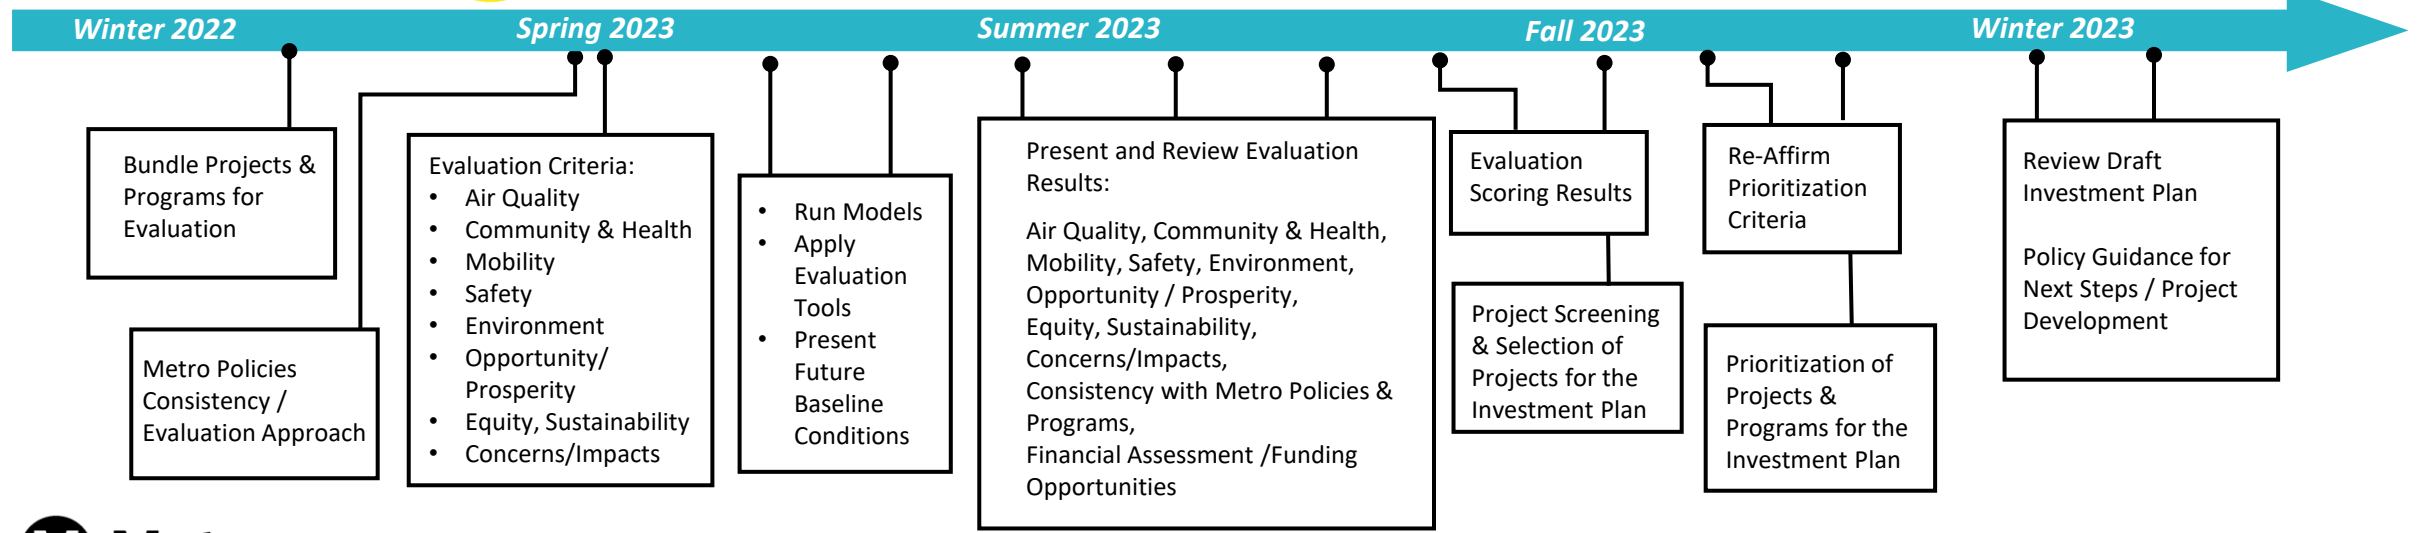 Winter 2022
Spring 2023
Summer 2023
Fall 2023
Winter 2023
Bundle Projects &
Programs for
Evaluation
Metro Policies
Consistency /
Evaluation Approach
Evaluation Criteria:
• Air Quality
• Community & Health
• Mobility
• Safety
• Environment
• Opportunity/
Prosperity
• Equity, Sustainability
• Concerns/Impacts
• Run Models
• Apply
Evaluation
Tools
• Present
Future
Baseline
Conditions
Present and Review Evaluation
Results:
Air Quality, Community & Health,
Mobility, Safety, Environment,
Opportunity / Prosperity,
Equity, Sustainability,
Concerns/Impacts,
Consistency with Metro Policies &
Programs,
Financial Assessment /Funding
Opportunities
Evaluation
Scoring Results
Project Screening
& Selection of
Projects for the
Investment Plan
Re-Affirm
Prioritization
Criteria
Prioritization of
Projects &
Programs for the
Investment Plan
Review Draft
Investment Plan
Policy Guidance for
Next Steps / Project
Development